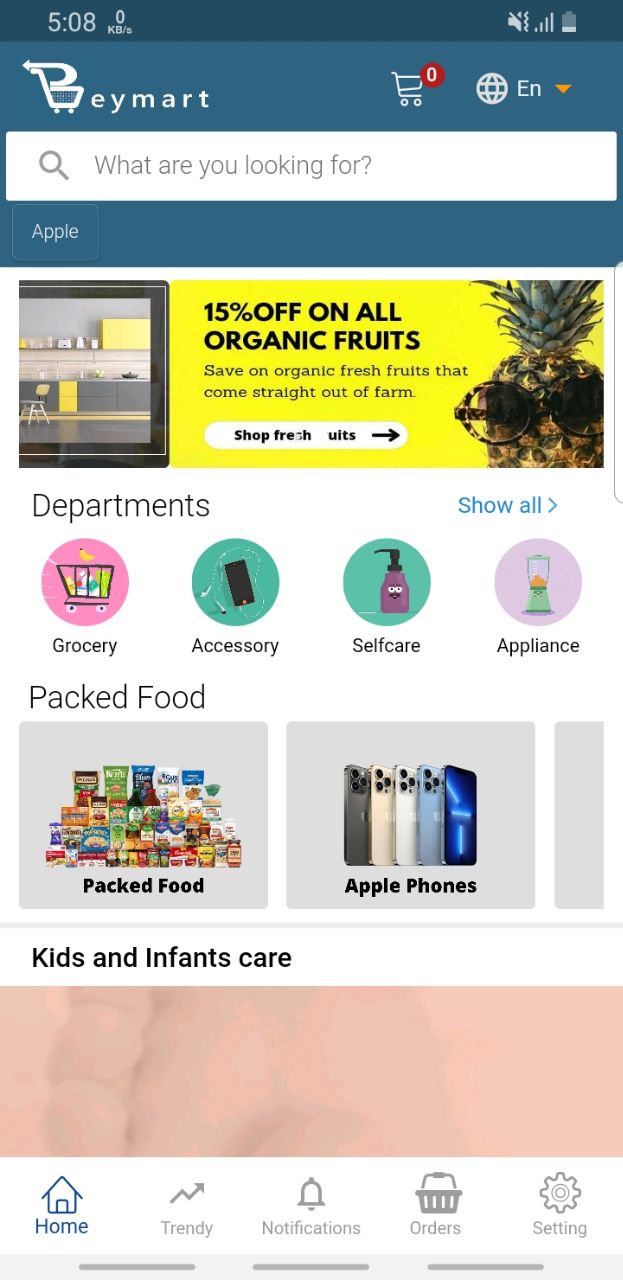 5:08 0
KB/s
eymart
0
En
What are you looking for?
Apple
15%OFF ON ALL
ORGANIC FRUITS
Save on organic fresh fruits that
come straight out of farm.
Shop fresh uits
Departments
Show all
Grocery
Accessory
Selfcare
Appliance
Packed Food
Packed Food
Apple Phones
Kids and Infants care
Home
Trendy
Notifications
Orders
Setting